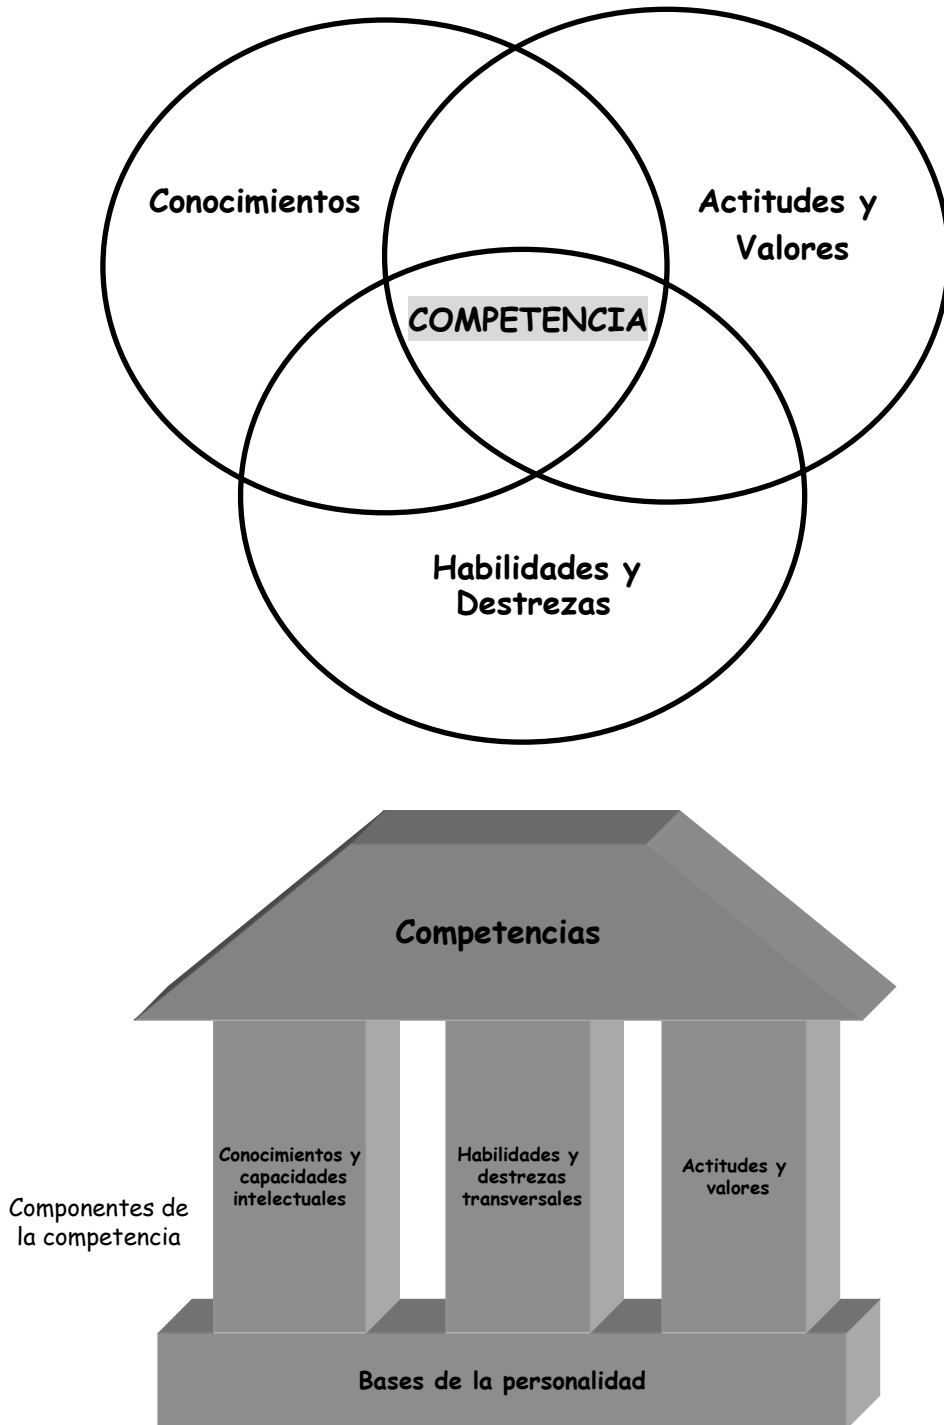 Conocimientos
Actitudes y
Valores
COMPETENCIA
Habilidades y
Destrezas
Competencias
Conocimientos y
capacidades
intelectuales
Habilidades y
destrezas
transversales
Actitudes y
valores
Componentes de
la competencia
Bases de la personalidad